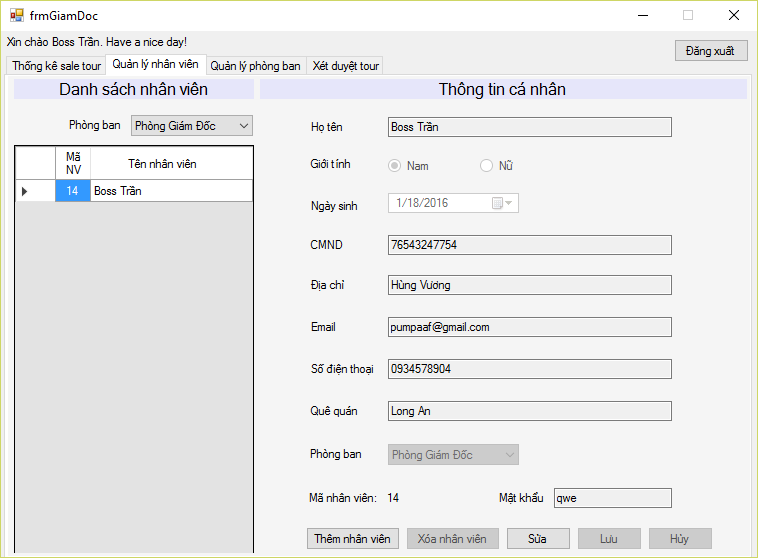 frmGiamDoc
Xin chào Boss Trần. Have a nice day!
Đăng xuất
Thống kê sale tour
Quản lý nhân viên
Quản lý phòng ban
Xét duyệt tour
Danh sách nhân viên
Phòng ban
Phòng Giám Đốc
Mã NV
Tên nhân viên
14
Boss Trần
Thông tin cá nhân
Họ tên
Boss Trần
Giới tính
Nam
Nữ
Ngày sinh
1/18/2016
CMND
76543247754
Địa chỉ
Hùng Vương
Email
pumpaaf@gmail.com
Số điện thoại
0934578904
Quê quán
Long An
Phòng ban
Phòng Giám Đốc
Mã nhân viên:
14
Mật khẩu
qwe
Thêm nhân viên
Xóa nhân viên
Sửa
Lưu
Hủy